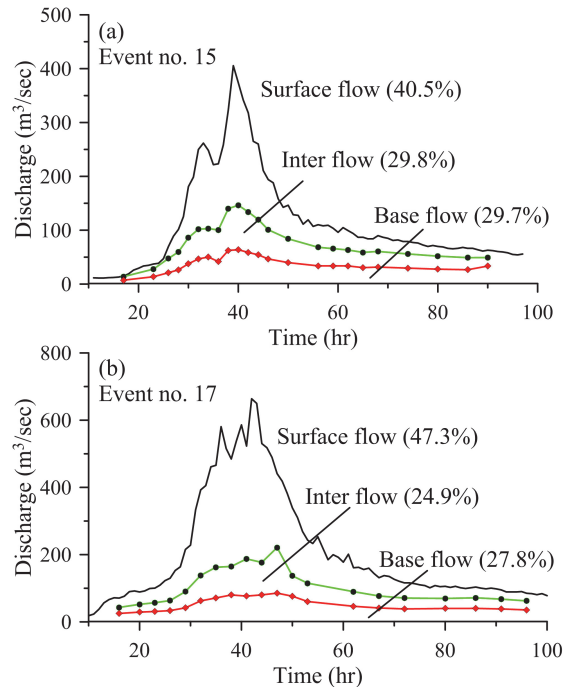 (a)
Event no. 15
Surface flow (40.5%)
Inter flow (29.8%)
Base flow (29.7%)
Discharge (m³/sec)
500
400
300
200
100
0
20 40 60 80 100
Time (hr)
(b)
Event no. 17
Surface flow (47.3%)
Inter flow (24.9%)
Base flow (27.8%)
Discharge (m³/sec)
800
600
400
200
0
20 40 60 80 100
Time (hr)